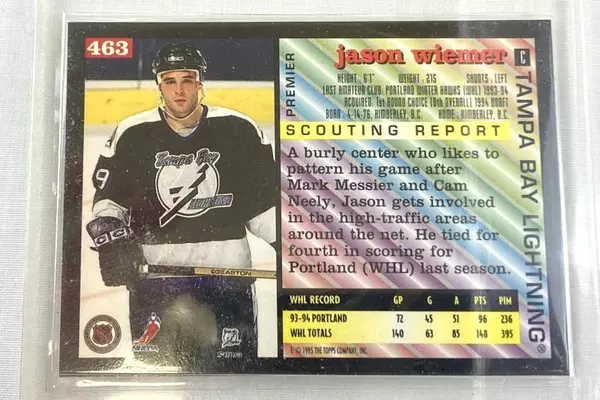 463
PREMIER
jason wiemer
C
TAMPA BAY LIGHTNING®
HEIGHT: 6'1" WEIGHT: 215 SHOOTS: LEFT
LAST AMATEUR CLUB: PORTLAND WINTER HAWKS (WHL) 1993-94
ACQUIRED: 1st ROUND CHOICE (8th OVERALL) 1994 DRAFT
BORN: 4-14-76, KIMBERLEY, B.C. HOME: KIMBERLEY, B.C.
SCOUTING REPORT
A burly center who likes to
pattern his game after
Mark Messier and Cam
Neely, Jason gets involved
in the high-traffic areas
around the net. He tied for
fourth in scoring for
Portland (WHL) last season.
WHL RECORD GP G A PTS PIM
93-94 PORTLAND 72 45 51 96 236
WHL TOTALS 140 63 85 148 395
© 1995 THE TOPPS COMPANY, INC.
Tampa Bay
9
CCM
EASTON